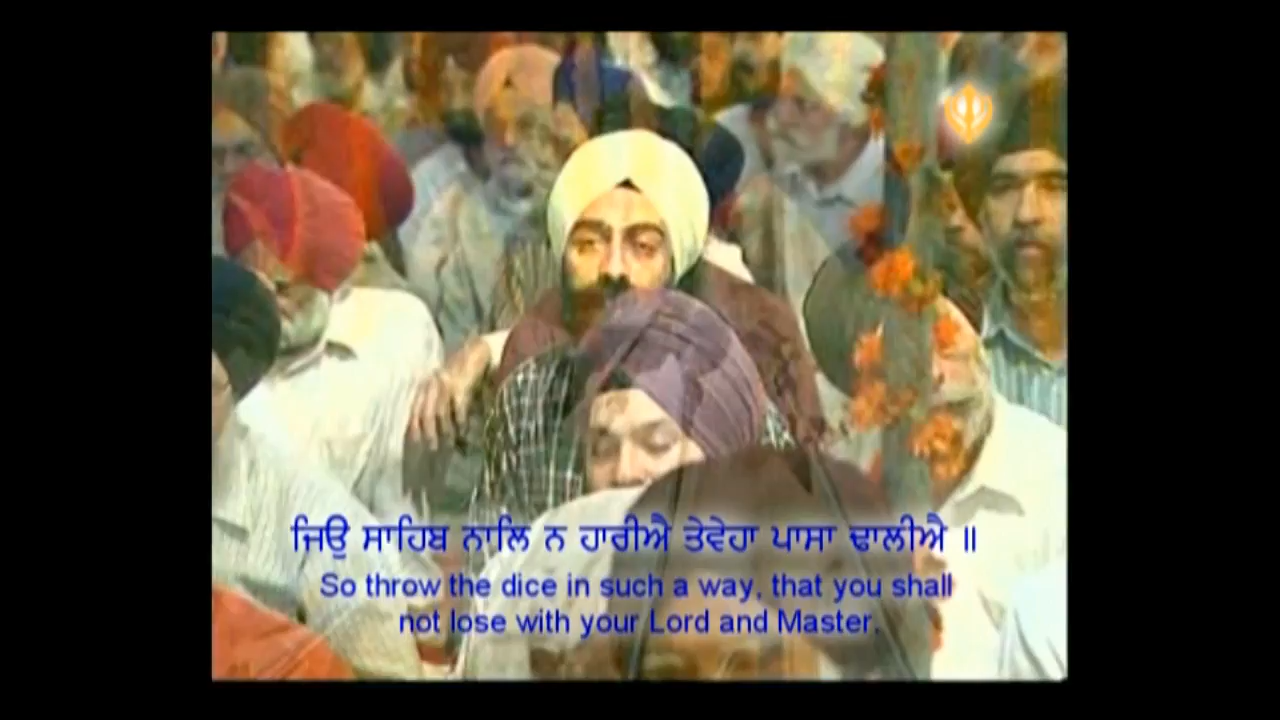 ਜਿਉ ਸਾਹਿਬ ਨਾਲਿ ਨ ਹਾਰੀਐ ਤੇਵੇਹਾ ਪਾਸਾ ਢਾਲੀਐ ॥
So throw the dice in such a way, that you shall
not lose with your Lord and Master.